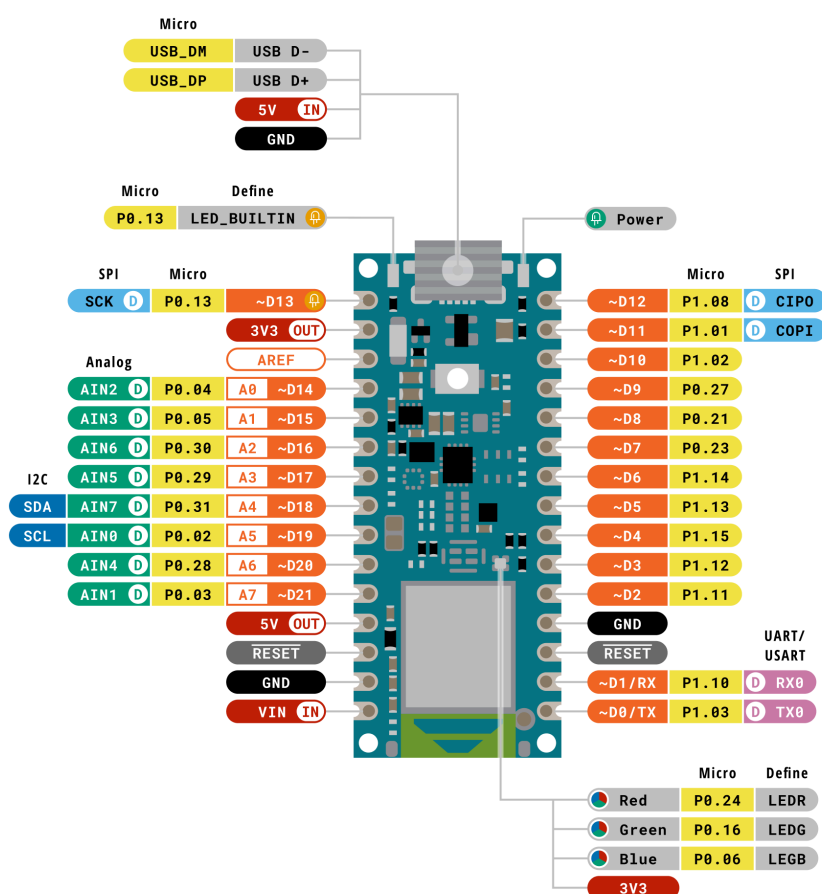 Micro
USB_DM USB D-
USB_DP USB D+
5V IN
GND
Micro Define
P0.13 LED_BUILTIN
Power
SPI Micro
SCK D P0.13 ~D13
3V3 OUT
AREF
Analog
AIN2 D P0.04 A0 ~D14
AIN3 D P0.05 A1 ~D15
AIN6 D P0.30 A2 ~D16
I2C
AIN5 D P0.29 A3 ~D17
SDA AIN7 D P0.31 A4 ~D18
SCL AIN0 D P0.02 A5 ~D19
AIN4 D P0.28 A6 ~D20
AIN1 D P0.03 A7 ~D21
5V OUT
RESET
GND
VIN IN
Micro SPI
~D12 P1.08 D CIPO
~D11 P1.01 D COPI
~D10 P1.02
~D9 P0.27
~D8 P0.21
~D7 P0.23
~D6 P1.14
~D5 P1.13
~D4 P1.15
~D3 P1.12
~D2 P1.11
GND
UART/
USART
RESET
~D1/RX P1.10 D RX0
~D0/TX P1.03 D TX0
Micro Define
Red P0.24 LEDR
Green P0.16 LEDG
Blue P0.06 LEGB
3V3